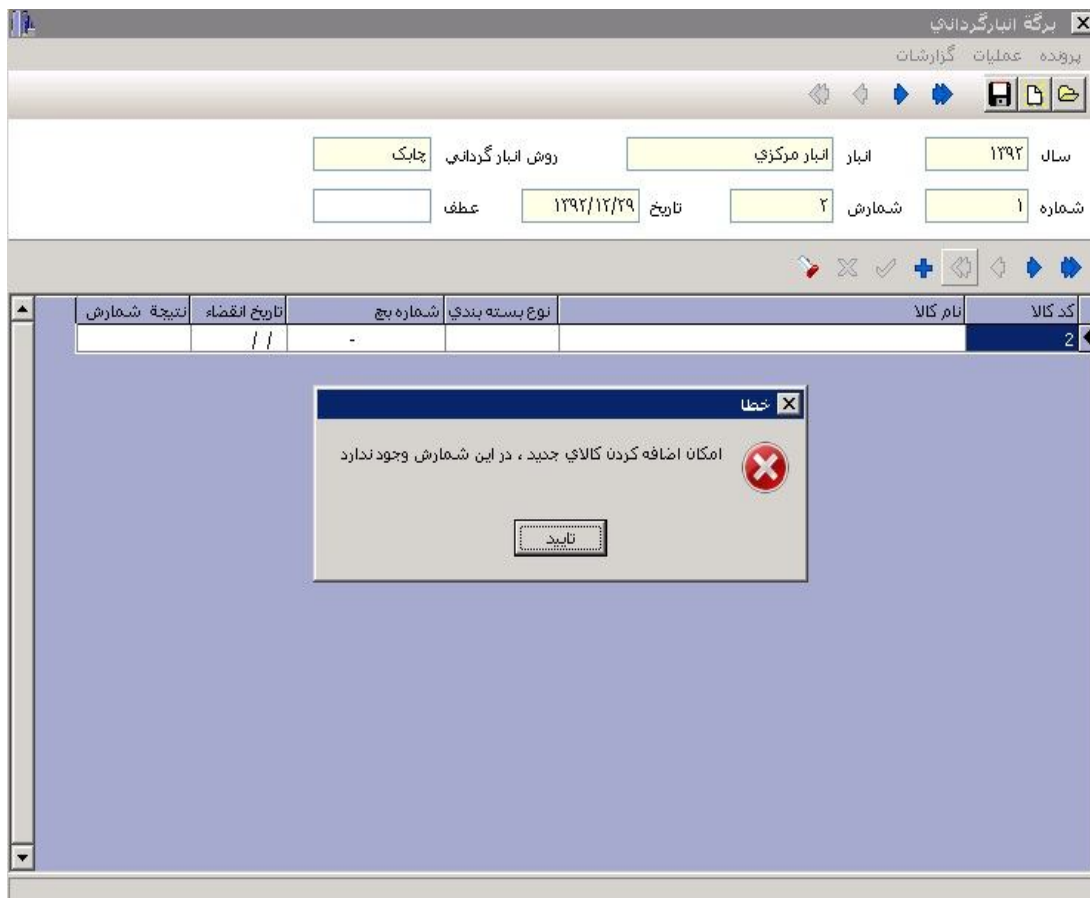 برگة انبارگرداني
پرونده عمليات گزارشات
سال ۱۳۹۲ انبار انبار مرکزي روش انبار گرداني چابک
شماره ۱ شمارش ۲ تاريخ ۱۳۹۲/۱۲/۲۹ عطف
کد کالا نام کالا نوع بسته بندي شماره بچ تاريخ انقضاء نتيجة شمارش
2 - / /
خطا
امکان اضافه کردن کالاي جديد ، در اين شمارش وجود ندارد
تاييد